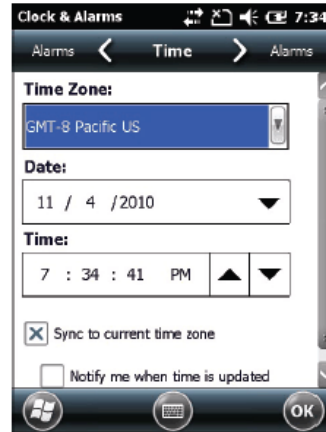 Clock & Alarms 7:34
Alarms Time Alarms
Time Zone:
GMT-8 Pacific US
Date:
11 / 4 /2010
Time:
7 : 34 : 41 PM
Sync to current time zone
Notify me when time is updated
OK